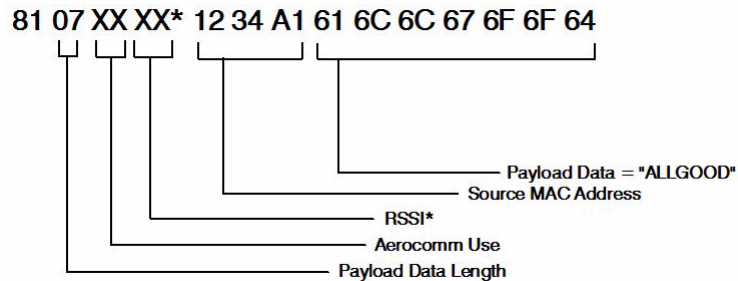 81 07 XX XX* 12 34 A1 61 6C 6C 67 6F 6F 64
Payload Data = "ALLGOOD"
Source MAC Address
RSSI*
Aerocomm Use
Payload Data Length